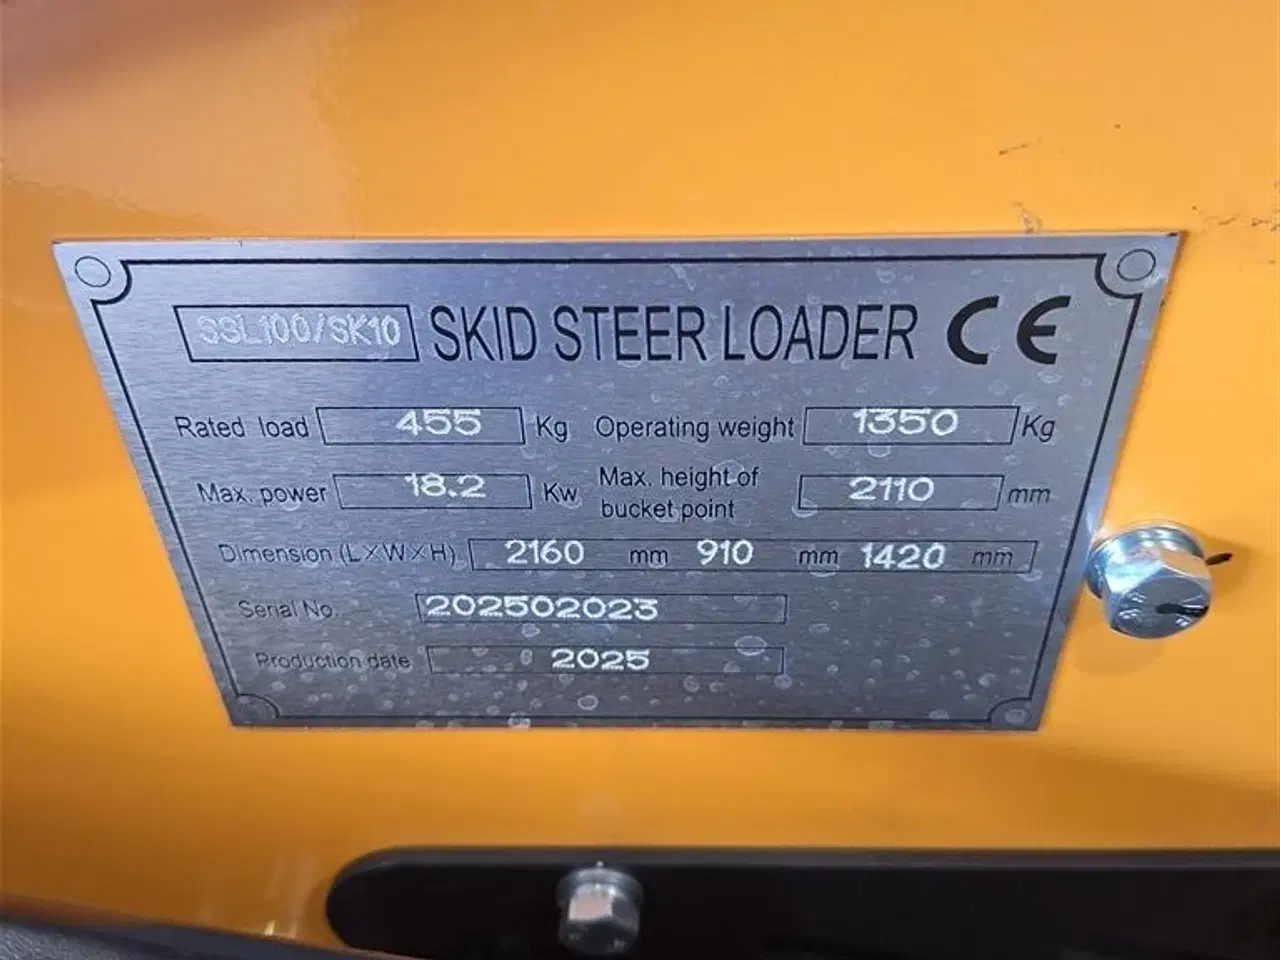 SSL100/SK10 SKID STEER LOADER CE
Rated load 455 Kg Operating weight 1350 Kg
Max. power 18.2 Kw Max. height of bucket point 2110 mm
Dimension (L×W×H) 2160 mm 910 mm 1420 mm
Serial No. 202502023
Production date 2025